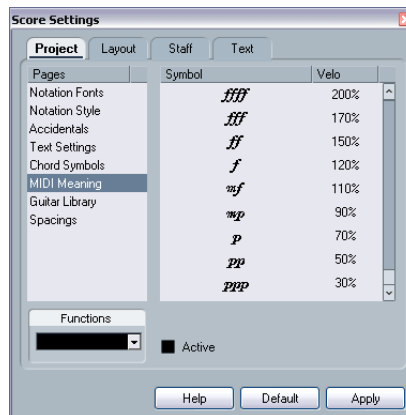 Score Settings
Project Layout Staff Text
Pages Symbol Velo
Notation Fonts ffff 200%
Notation Style fff 170%
Accidentals ff 150%
Text Settings f 120%
Chord Symbols mf 110%
MIDI Meaning mp 90%
Guitar Library p 70%
Spacings pp 50%
ppp 30%
Functions
Active
Help Default Apply